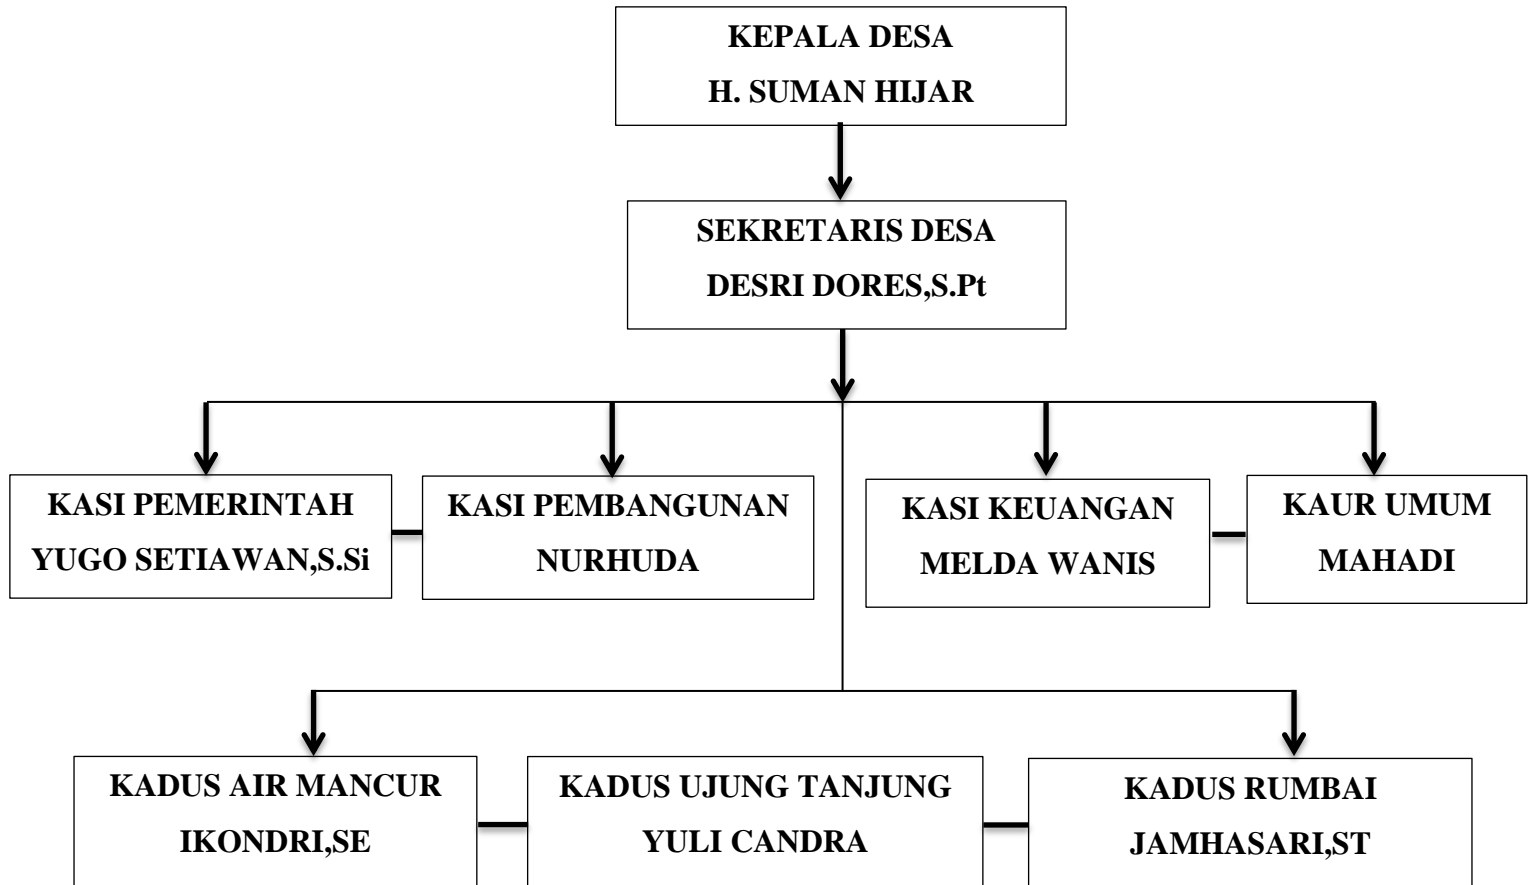 KEPALA DESA
H. SUMAN HIJAR
SEKRETARIS DESA
DESRI DORES,S.Pt
KASI PEMERINTAH
YUGO SETIAWAN,S.Si
KASI PEMBANGUNAN
NURHUDA
KASI KEUANGAN
MELDA WANIS
KAUR UMUM
MAHADI
KADUS AIR MANCUR
IKONDRI,SE
KADUS UJUNG TANJUNG
YULI CANDRA
KADUS RUMBAI
JAMHASARI,ST